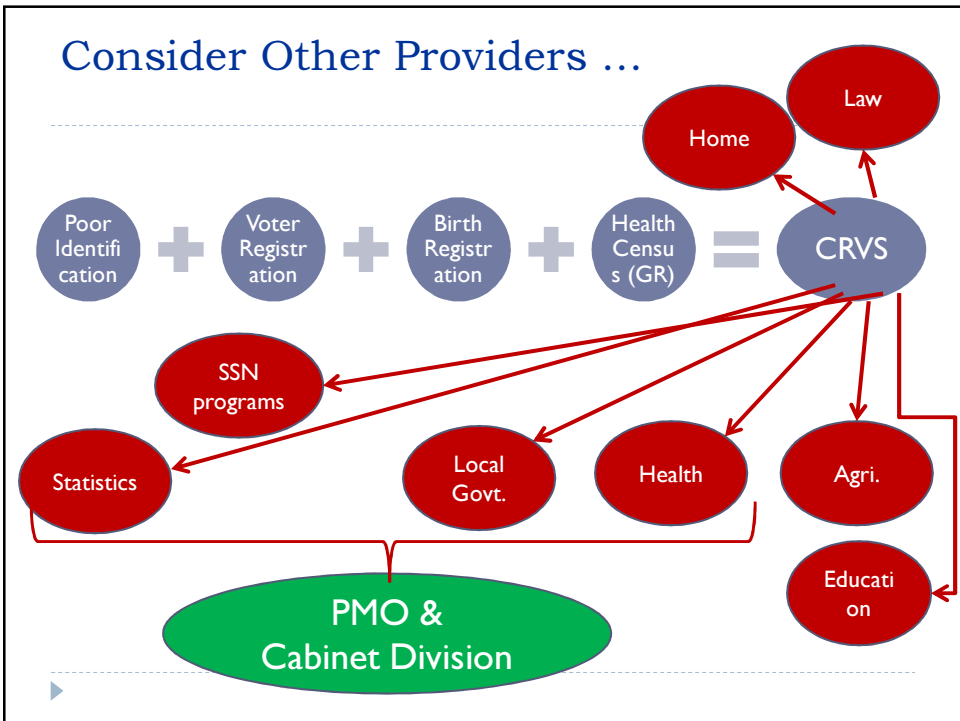 Consider Other Providers ...
Law
Home
Poor
Identifi
cation
Voter
Registr
ation
Birth
Registr
ation
Health
Censu
s (GR)
CRVS
SSN
programs
Statistics
Local
Govt.
Health
Agri.
Educati
on
PMO &
Cabinet Division